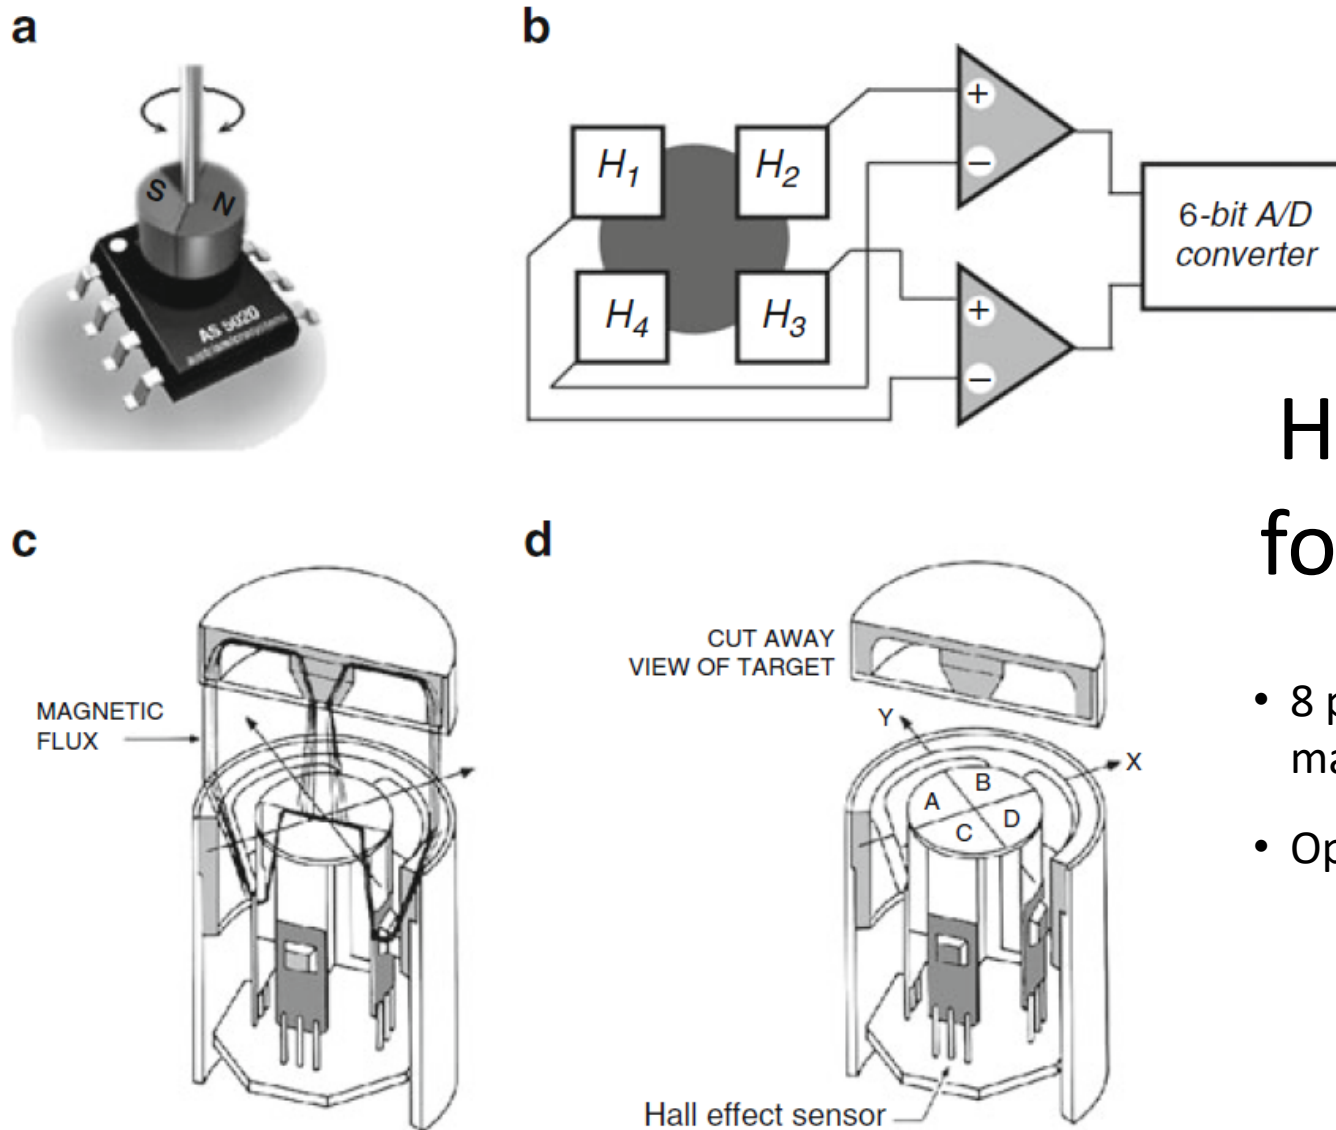 a
S
N
AS 5020
b
H1
H2
H4
H3
+
−
+
−
6-bit A/D
converter
H
fo
• 8 p
ma
• Op
c
MAGNETIC
FLUX
d
CUT AWAY
VIEW OF TARGET
Y
X
A
B
C
D
Hall effect sensor